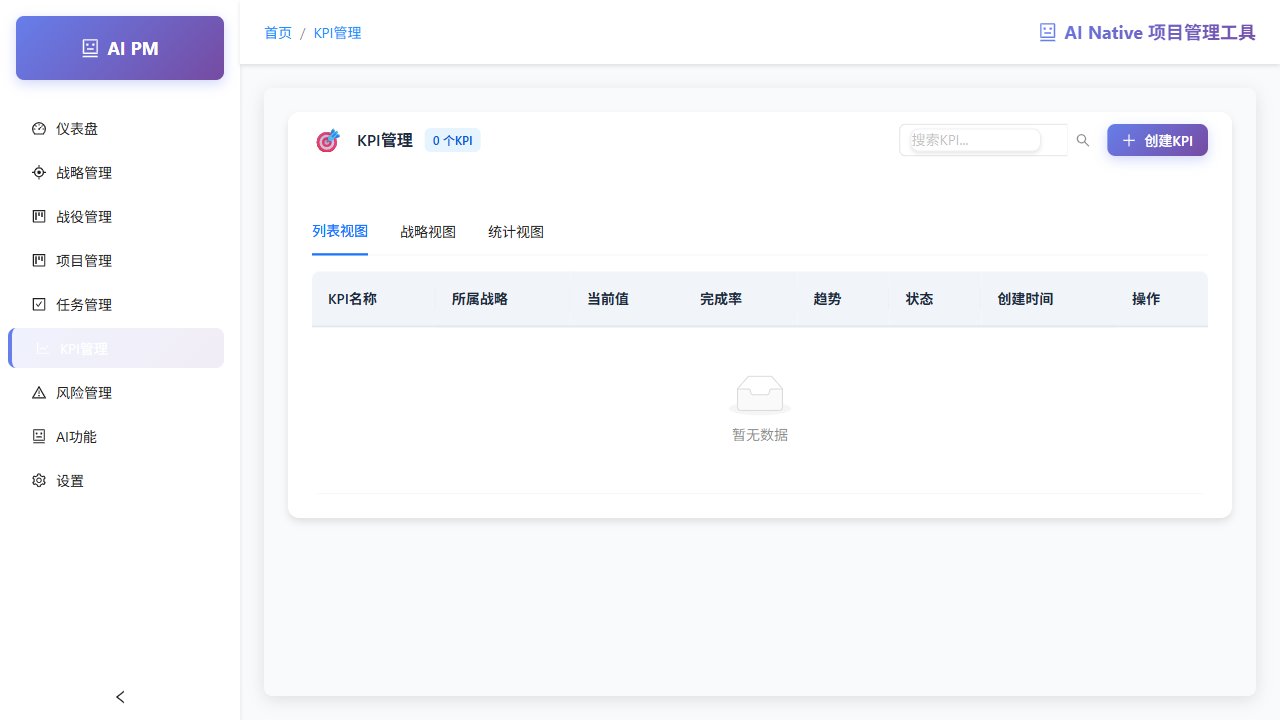 AI PM
首页 / KPI管理
AI Native 项目管理工具
仪表盘
战略管理
战役管理
项目管理
任务管理
KPI管理
风险管理
AI功能
设置
KPI管理 0 个KPI
搜索KPI...
创建KPI
列表视图 战略视图 统计视图
KPI名称 所属战略 当前值 完成率 趋势 状态 创建时间 操作
暂无数据